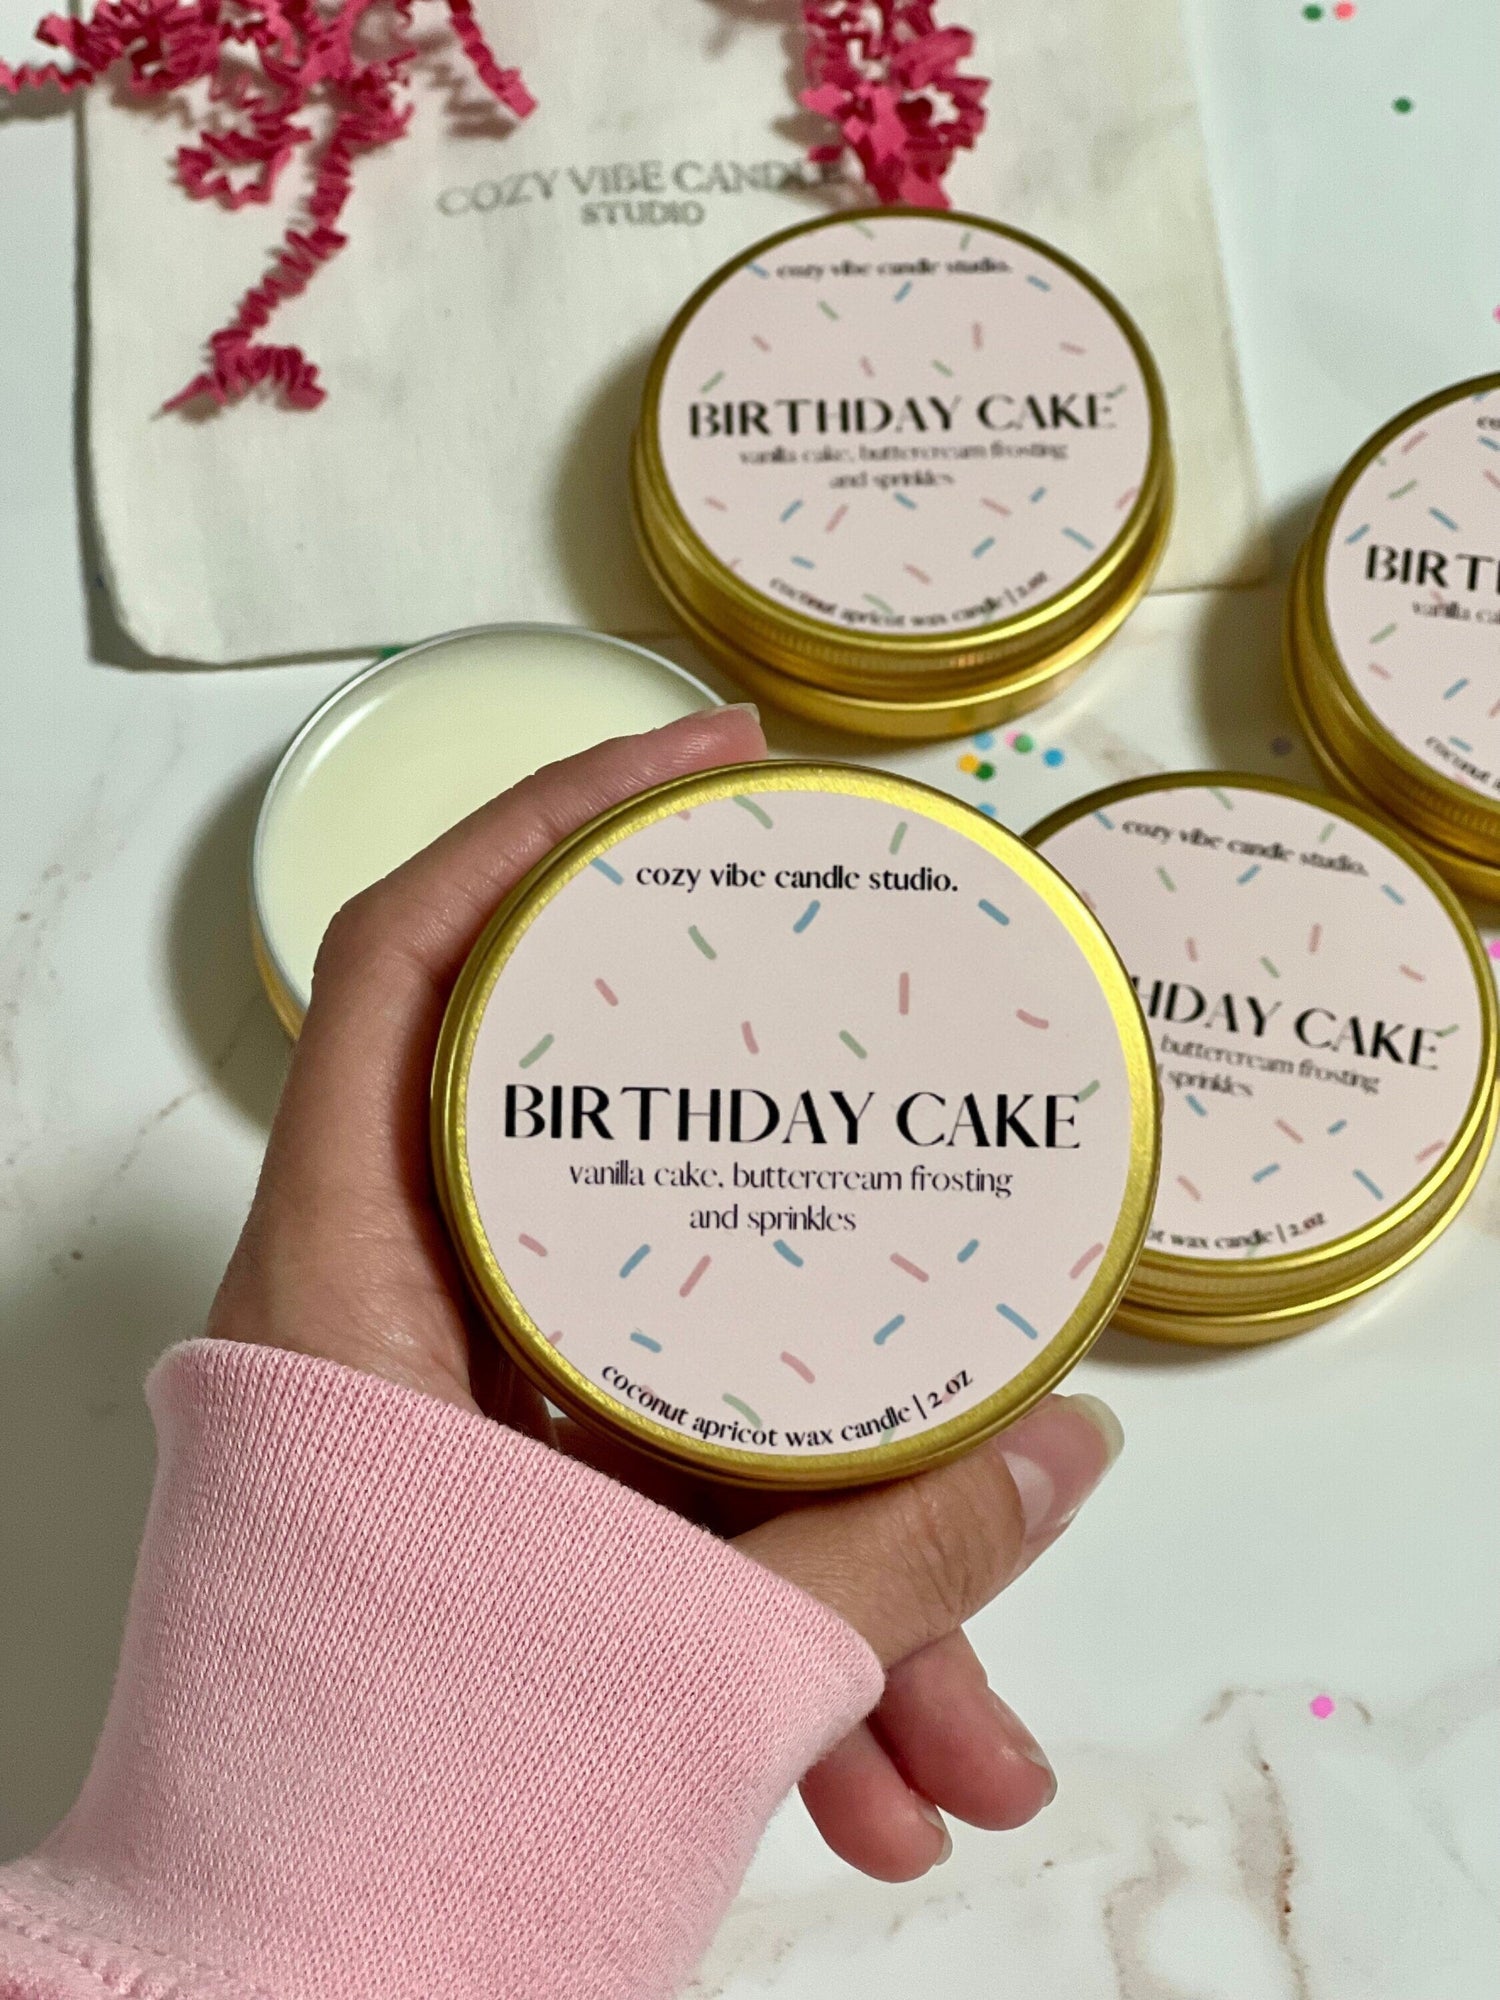 COZY VIBE CANDLE
STUDIO
cozy vibe candle studio.
BIRTHDAY CAKE
vanilla cake, buttercream frosting
and sprinkles
coconut apricot wax candle | 2 oz
BIRT
vanilla ca
coconut
cozy vibe candle studio.
HDAY CAKE
buttercream frosting
sprinkles
wax candle | 2 oz
cozy vibe candle studio.
BIRTHDAY CAKE
vanilla cake, buttercream frosting
and sprinkles
coconut apricot wax candle | 2 oz